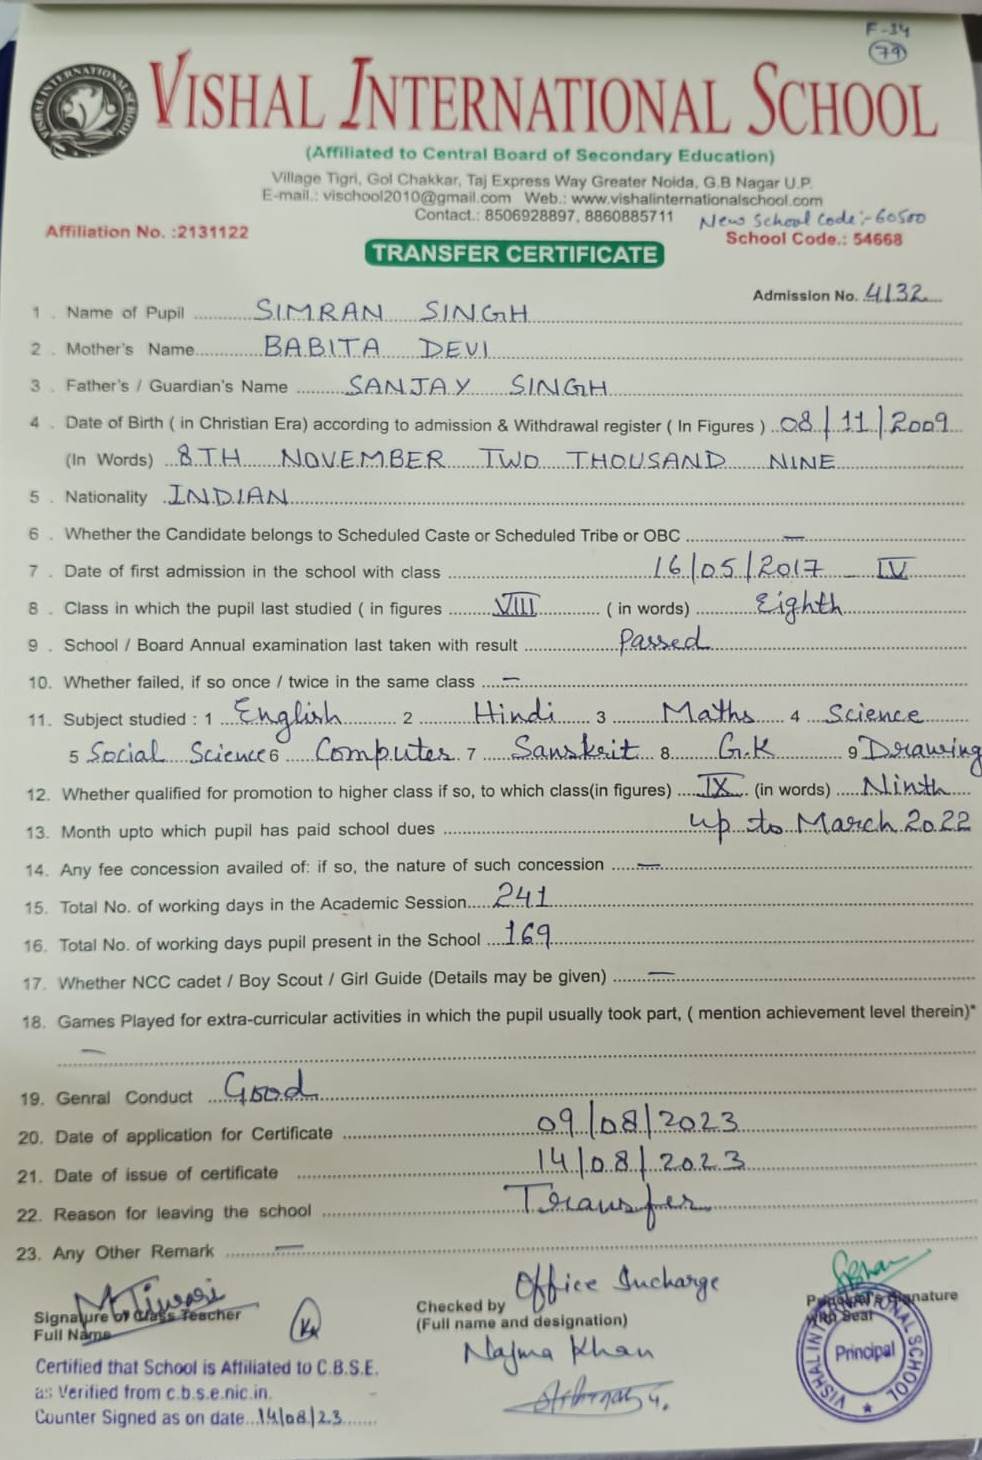 F-34
79
VISHAL INTERNATIONAL SCHOOL
(Affiliated to Central Board of Secondary Education)
Village Tigri, Gol Chakkar, Taj Express Way Greater Noida, G.B Nagar U.P.
E-mail.: vischool2010@gmail.com Web.: www.vishalinternationalschool.com
Contact.: 8506928897, 8860885711 New School Code:- 60500
Affiliation No. :2131122 School Code.: 54668
TRANSFER CERTIFICATE
Admission No. 4132
1 . Name of Pupil SIMRAN SINGH
2 . Mother's Name BABITA DEVI
3 . Father's / Guardian's Name SANJAY SINGH
4 . Date of Birth ( in Christian Era) according to admission & Withdrawal register ( In Figures ) 08/11/2009
(In Words) 8TH NOVEMBER TWO THOUSAND NINE
5 . Nationality INDIAN
6 . Whether the Candidate belongs to Scheduled Caste or Scheduled Tribe or OBC —
7 . Date of first admission in the school with class 16/05/2017 - IV
8 . Class in which the pupil last studied ( in figures VIII ( in words) Eighth
9 . School / Board Annual examination last taken with result Passed
10. Whether failed, if so once / twice in the same class —
11. Subject studied : 1 English 2 Hindi 3 Maths 4 Science
5 Social Science 6 Computer 7 Sanskrit 8 G.K 9 Drawing
12. Whether qualified for promotion to higher class if so, to which class(in figures) IX (in words) Ninth
13. Month upto which pupil has paid school dues up to March 2022
14. Any fee concession availed of: if so, the nature of such concession —
15. Total No. of working days in the Academic Session 241
16. Total No. of working days pupil present in the School 169
17. Whether NCC cadet / Boy Scout / Girl Guide (Details may be given) —
18. Games Played for extra-curricular activities in which the pupil usually took part, ( mention achievement level therein)*
—
19. Genral Conduct Good
20. Date of application for Certificate 09/08/2023
21. Date of issue of certificate 14/08/2023
22. Reason for leaving the school Transfer
23. Any Other Remark —
M Tiwari
Signature of Class Teacher
Full Name
Checked by Office Incharge
(Full name and designation)
Najma Khan
Principal's Signature
With Seal
VISHAL INTERNATIONAL SCHOOL
Principal
Certified that School is Affiliated to C.B.S.E.
as Verified from c.b.s.e.nic.in.
Counter Signed as on date 14/08/23